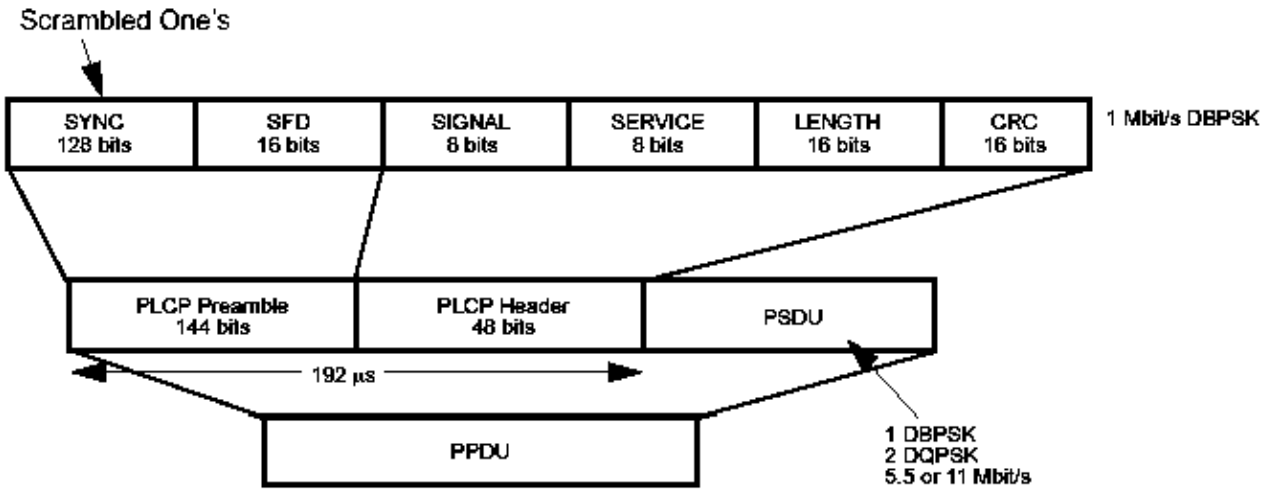 Scrambled One's
SYNC
128 bits
SFD
16 bits
SIGNAL
8 bits
SERVICE
8 bits
LENGTH
16 bits
CRC
16 bits
1 Mbit/s DBPSK
PLCP Preamble
144 bits
PLCP Header
48 bits
PSDU
192 µs
PPDU
1 DBPSK
2 DQPSK
5.5 or 11 Mbit/s